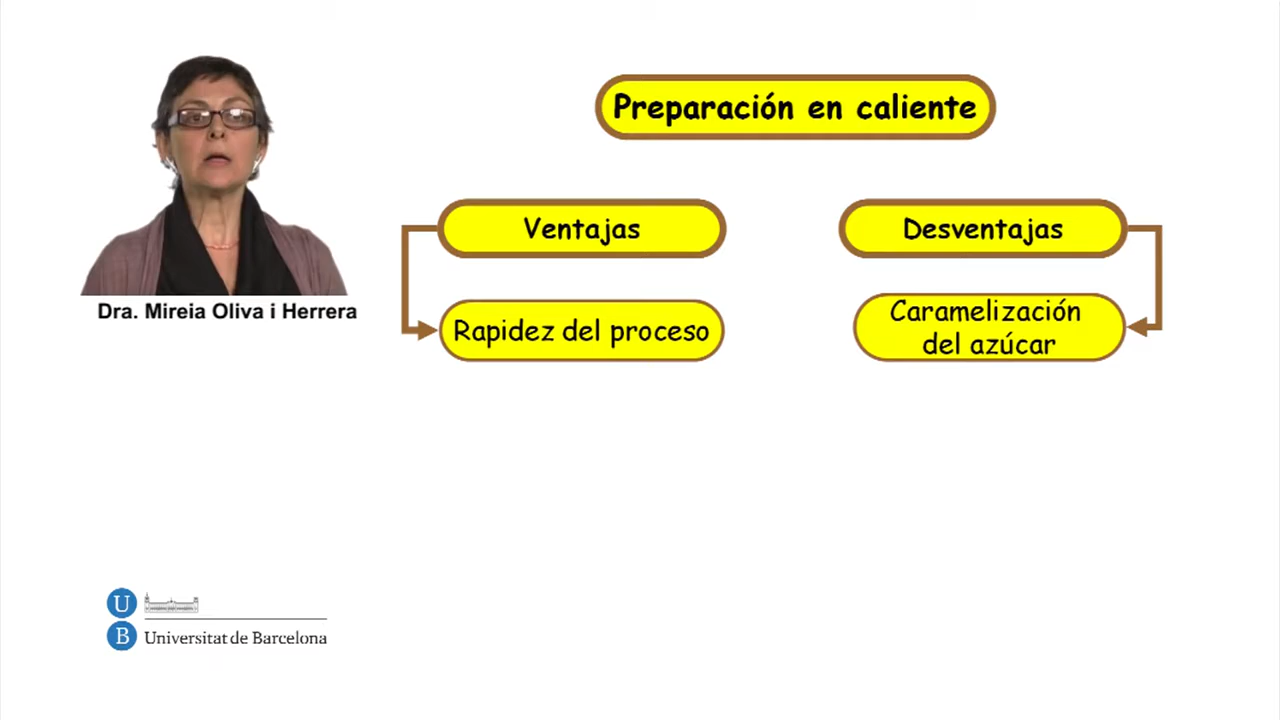 Preparación en caliente
Ventajas
Desventajas
Rapidez del proceso
Caramelización
del azúcar
Dra. Mireia Oliva i Herrera
U
B
Universitat de Barcelona